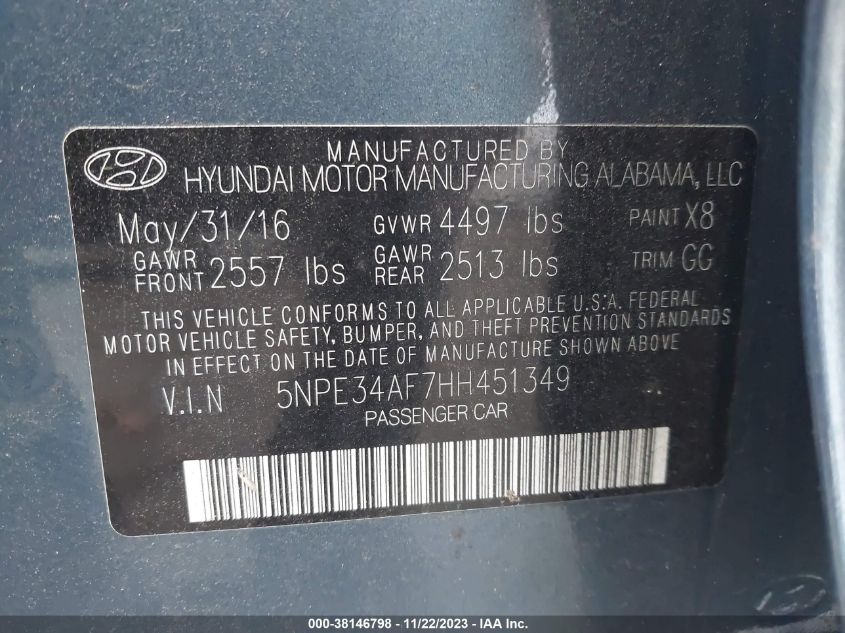 MANUFACTURED BY
HYUNDAI MOTOR MANUFACTURING ALABAMA, LLC
May/31/16 GVWR 4497 lbs PAINT X8
GAWR FRONT 2557 lbs GAWR REAR 2513 lbs TRIM GG
THIS VEHICLE CONFORMS TO ALL APPLICABLE U.S.A. FEDERAL
MOTOR VEHICLE SAFETY, BUMPER, AND THEFT PREVENTION STANDARDS
IN EFFECT ON THE DATE OF MANUFACTURE SHOWN ABOVE
V.I.N 5NPE34AF7HH451349
PASSENGER CAR
000-38146798 - 11/22/2023 - Copyright IAA, Inc.